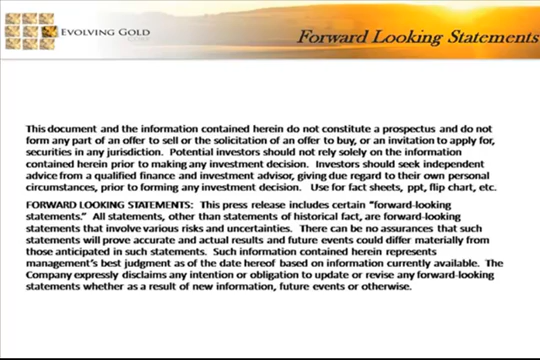 EVOLVING GOLD
CORP
Forward Looking Statements
This document and the information contained herein do not constitute a prospectus and do not
form any part of an offer to sell or the solicitation of an offer to buy, or an invitation to apply for,
securities in any jurisdiction. Potential investors should not rely solely on the information
contained herein prior to making any investment decision. Investors should seek independent
advice from a qualified finance and investment advisor, giving due regard to their own personal
circumstances, prior to forming any investment decision. Use for fact sheets, ppt, flip chart, etc.
FORWARD LOOKING STATEMENTS: This press release includes certain "forward-looking
statements." All statements, other than statements of historical fact, are forward-looking
statements that involve various risks and uncertainties. There can be no assurances that such
statements will prove accurate and actual results and future events could differ materially from
those anticipated in such statements. Such information contained herein represents
management's best judgment as of the date hereof based on information currently available. The
Company expressly disclaims any intention or obligation to update or revise any forward-looking
statements whether as a result of new information, future events or otherwise.